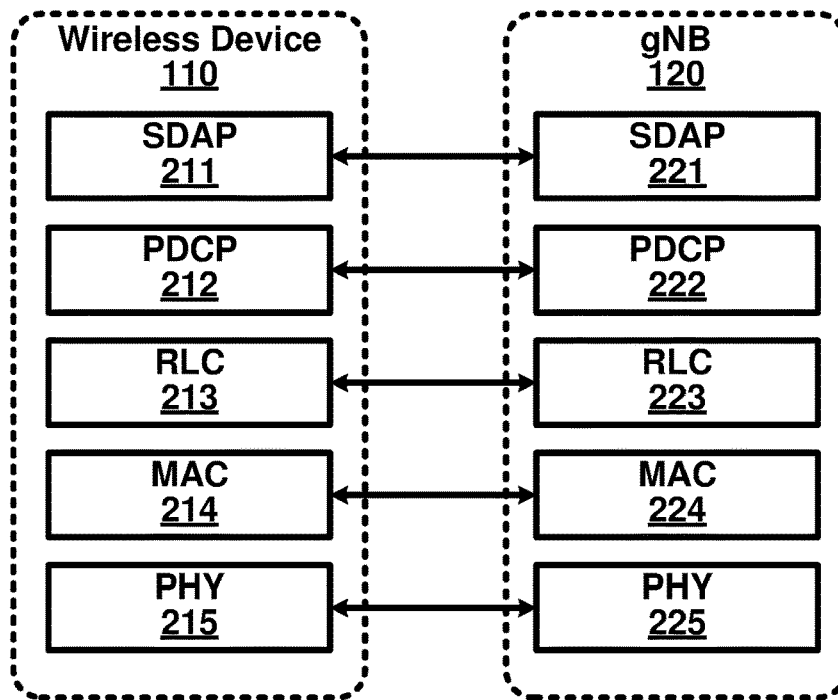 Wireless Device
110
SDAP
211
PDCP
212
RLC
213
MAC
214
PHY
215
gNB
120
SDAP
221
PDCP
222
RLC
223
MAC
224
PHY
225